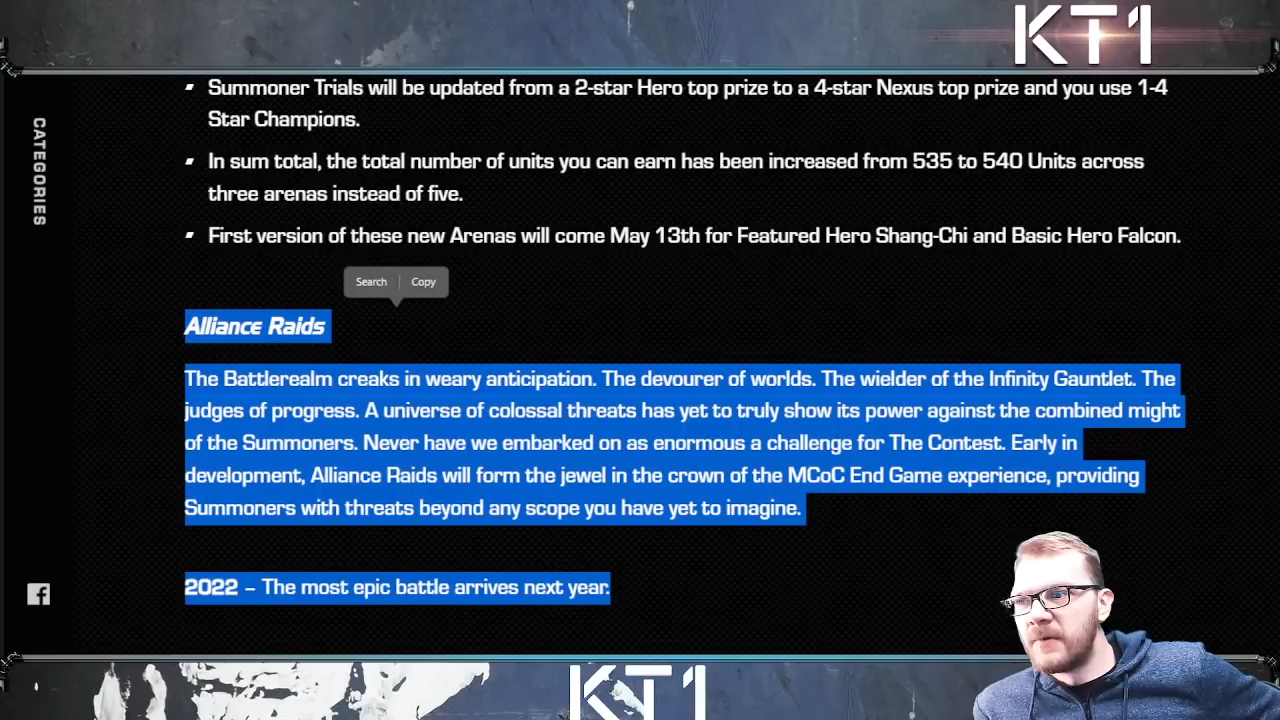 KT1
CATEGORIES
Summoner Trials will be updated from a 2-star Hero top prize to a 4-star Nexus top prize and you use 1-4
Star Champions.
In sum total, the total number of units you can earn has been increased from 535 to 540 Units across
three arenas instead of five.
First version of these new Arenas will come May 13th for Featured Hero Shang-Chi and Basic Hero Falcon.
Search Copy
Alliance Raids
The Battlerealm creaks in weary anticipation. The devourer of worlds. The wielder of the Infinity Gauntlet. The
judges of progress. A universe of colossal threats has yet to truly show its power against the combined might
of the Summoners. Never have we embarked on as enormous a challenge for The Contest. Early in
development, Alliance Raids will form the jewel in the crown of the MCoC End Game experience, providing
Summoners with threats beyond any scope you have yet to imagine.
2022 – The most epic battle arrives next year.
KT1